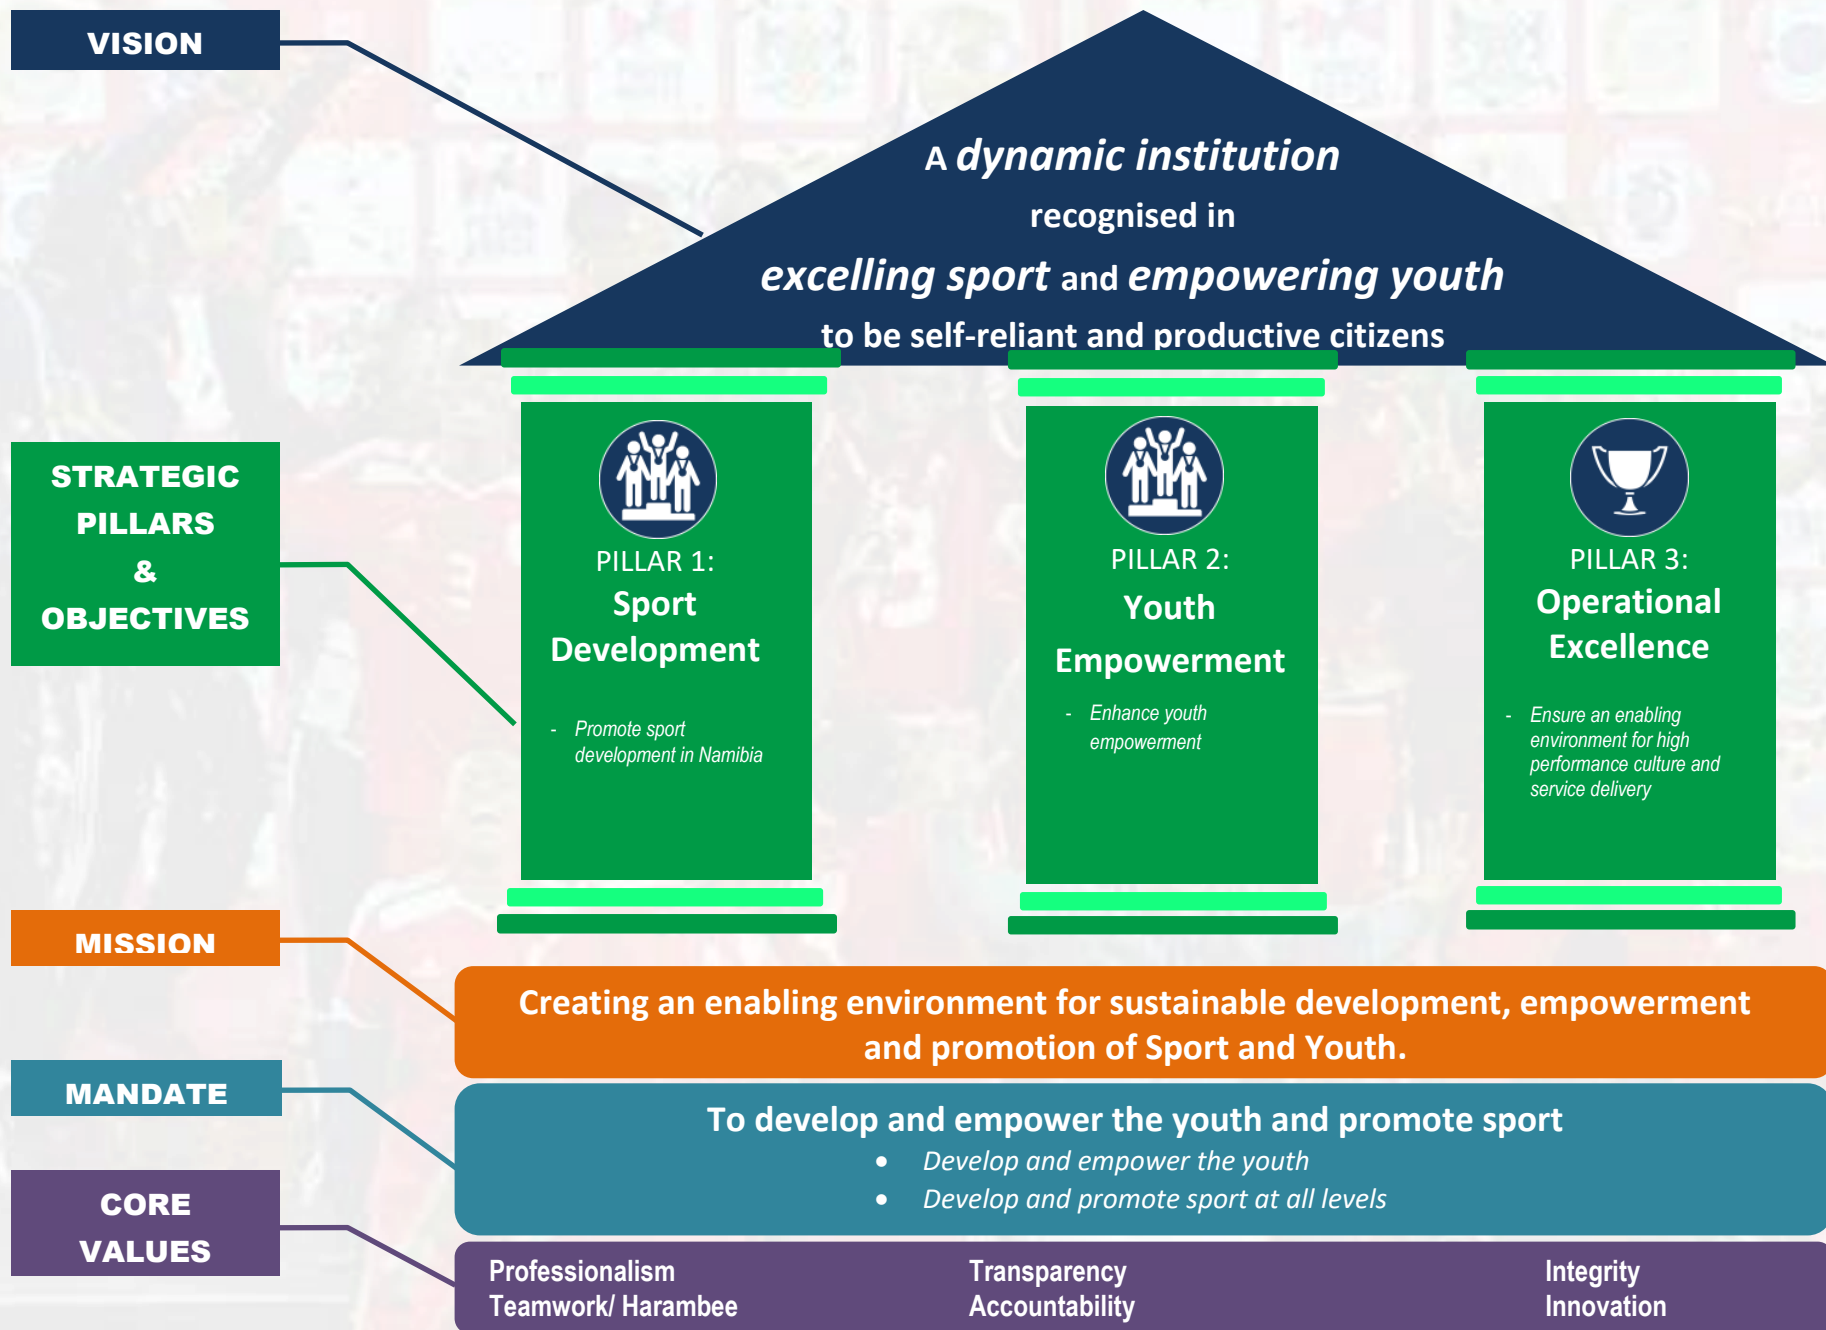 VISION
A dynamic institution
recognised in
excelling sport and empowering youth
to be self-reliant and productive citizens
STRATEGIC
PILLARS
&
OBJECTIVES
PILLAR 1:
Sport
Development
- Promote sport
development in Namibia
PILLAR 2:
Youth
Empowerment
- Enhance youth
empowerment
PILLAR 3:
Operational
Excellence
- Ensure an enabling
environment for high
performance culture and
service delivery
MISSION
Creating an enabling environment for sustainable development, empowerment
and promotion of Sport and Youth.
MANDATE
To develop and empower the youth and promote sport
• Develop and empower the youth
• Develop and promote sport at all levels
CORE
VALUES
Professionalism Transparency Integrity
Teamwork/ Harambee Accountability Innovation